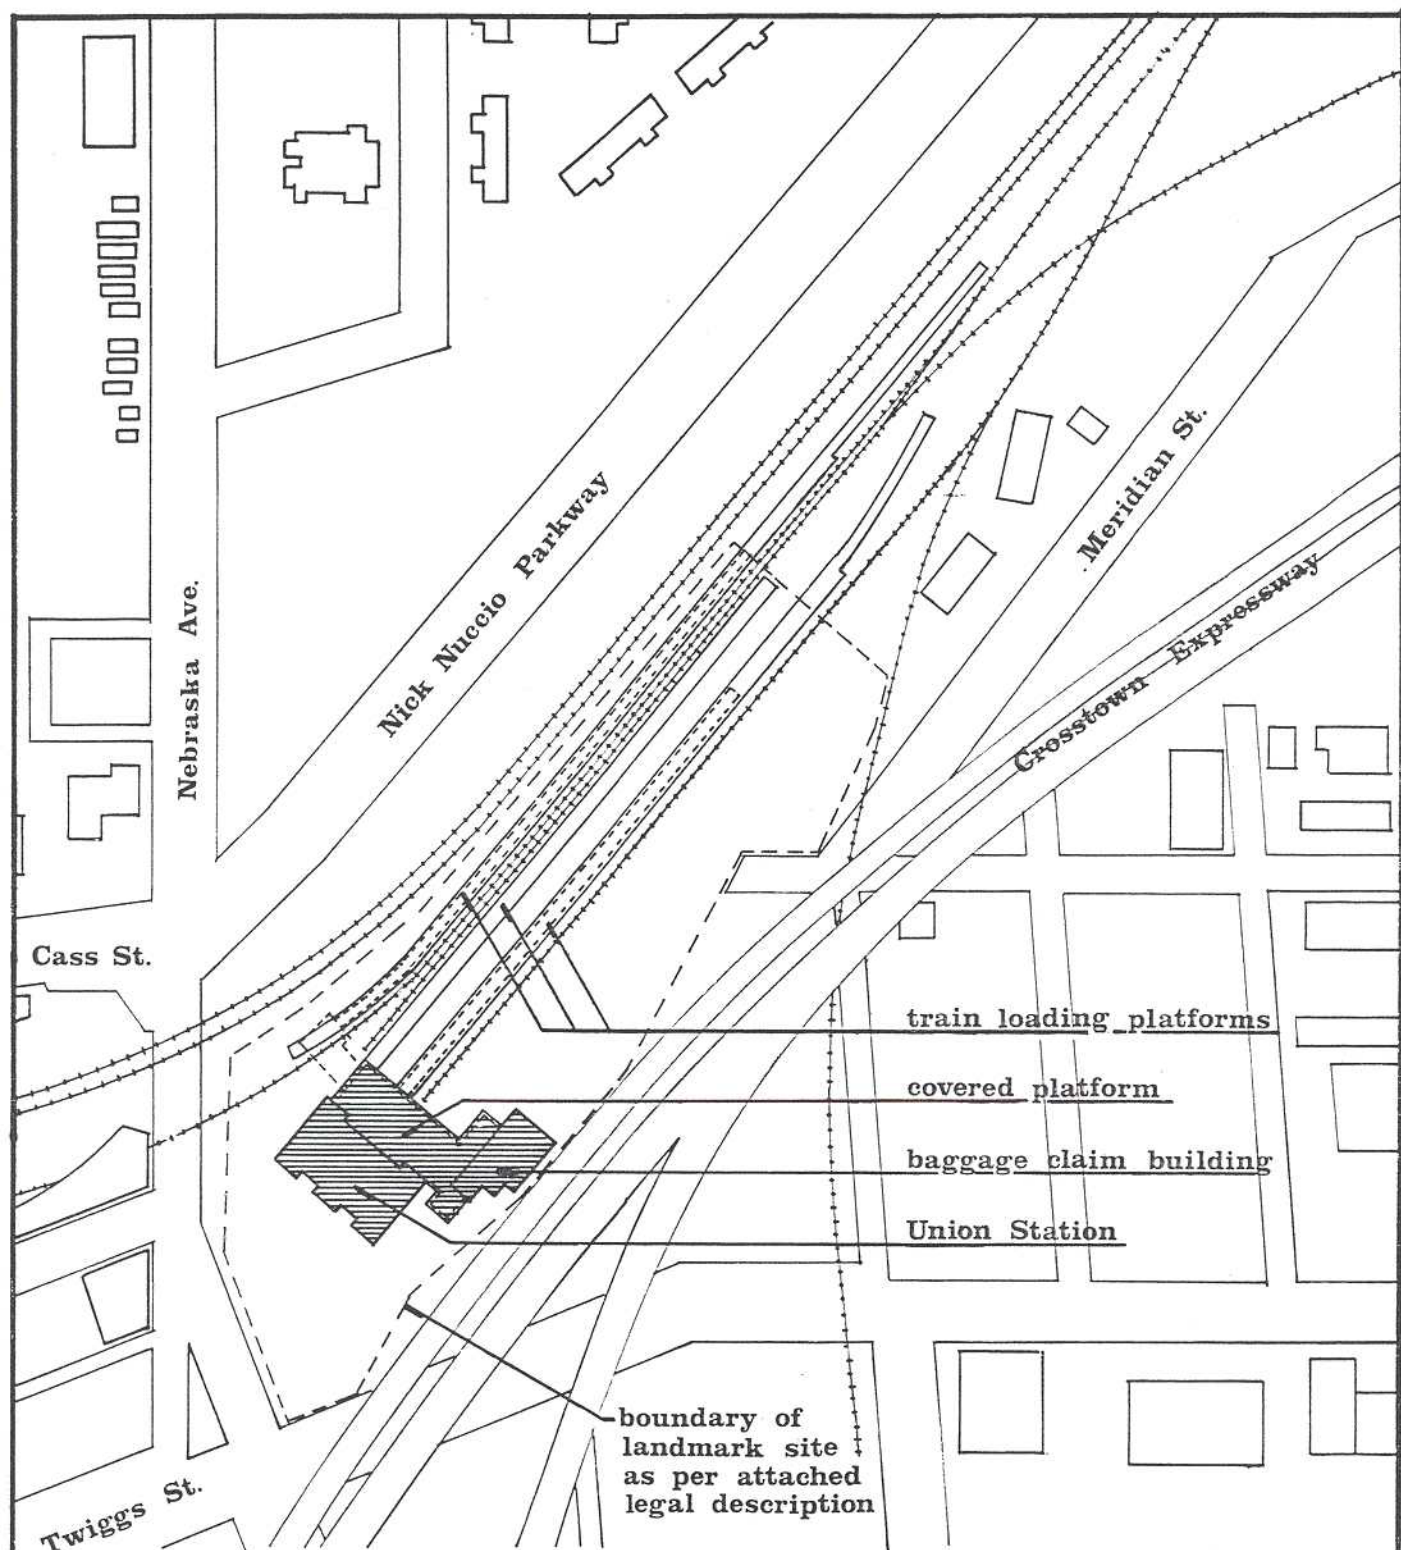 Nick Nuccio Parkway
Meridian St.
Nebraska Ave.
Crosstown Expressway
Cass St.
train loading platforms
covered platform
baggage claim building
Union Station
boundary of
landmark site
as per attached
legal description
Twiggs St.